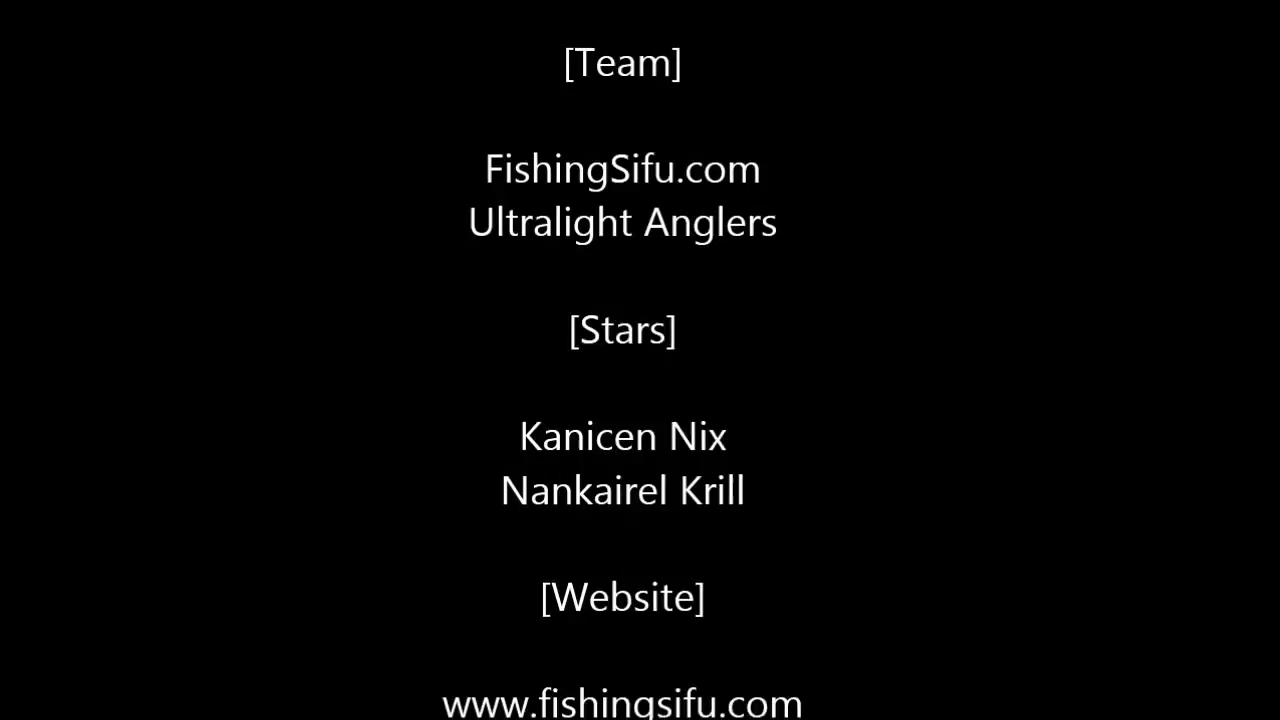 [Team]
FishingSifu.com
Ultralight Anglers
[Stars]
Kanicen Nix
Nankairel Krill
[Website]
www.fishingsifu.com